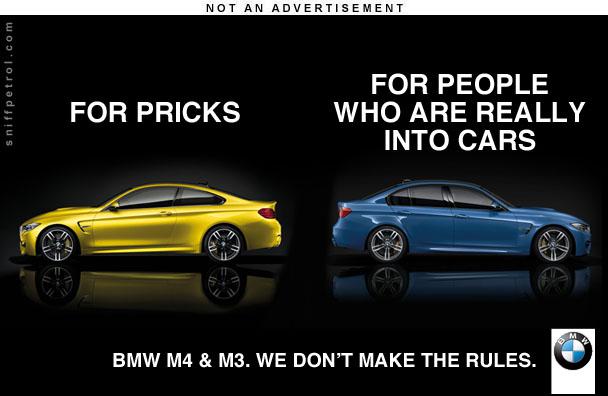 NOT AN ADVERTISEMENT
sniffpetrol.com
FOR PRICKS
FOR PEOPLE
WHO ARE REALLY
INTO CARS
BMW M4 & M3. WE DON'T MAKE THE RULES.
BMW